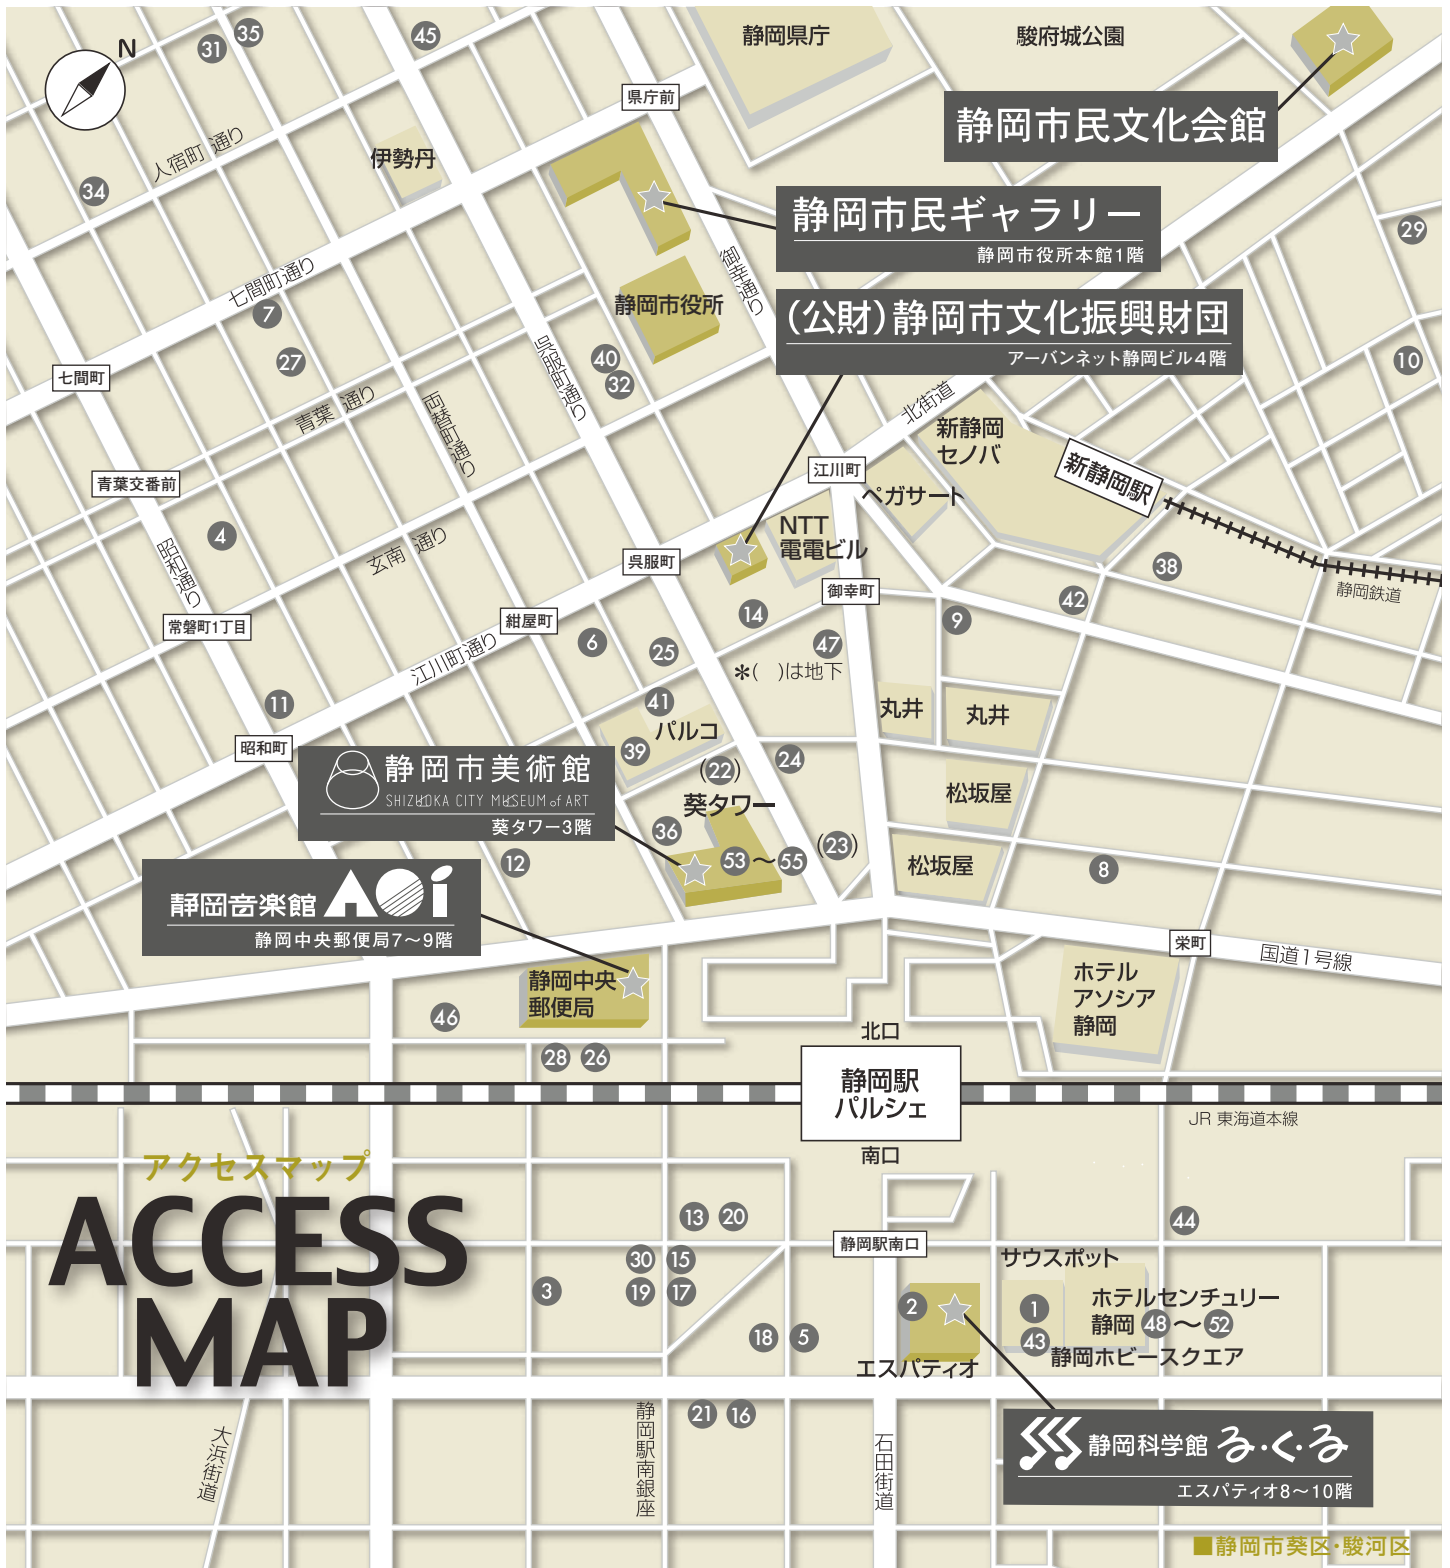 N
31
35
45
静岡県庁
駿府城公園
県庁前
静岡市民文化会館
人宿町 通り
伊勢丹
34
静岡市民ギャラリー
静岡市役所本館1階
29
御幸通り
七間町通り
7
静岡市役所
(公財)静岡市文化振興財団
アーバンネット静岡ビル4階
27
40
32
呉服町通り
10
七間町
青葉 通り
両替町通り
北街道
新静岡
セノバ
新静岡駅
江川町
青葉交番前
ペガサート
4
NTT
電電ビル
玄南 通り
昭和通り
呉服町
38
静岡鉄道
御幸町
42
14
9
常磐町1丁目
紺屋町
6
25
47
江川町通り
*( )は地下
11
41
パルコ
39
丸井
丸井
昭和町
静岡市美術館
SHIZUOKA CITY MUSEUM of ART
葵タワー3階
(22)
24
葵タワー
松坂屋
36
(23)
53〜55
12
松坂屋
8
静岡音楽館 AOi
静岡中央郵便局7〜9階
栄町
国道1号線
静岡中央
郵便局
ホテル
アソシア
静岡
46
北口
28
26
静岡駅
パルシェ
JR 東海道本線
南口
アクセスマップ
ACCESS
MAP
13
20
44
静岡駅南口
30
15
サウスポット
3
19
17
2
1
ホテルセンチュリー
静岡 48〜52
18
5
43
静岡ホビースクエア
エスパティオ
21
16
静岡駅南銀座
石田街道
大浜街道
静岡科学館 る・く・る
エスパティオ8〜10階
■静岡市葵区・駿河区